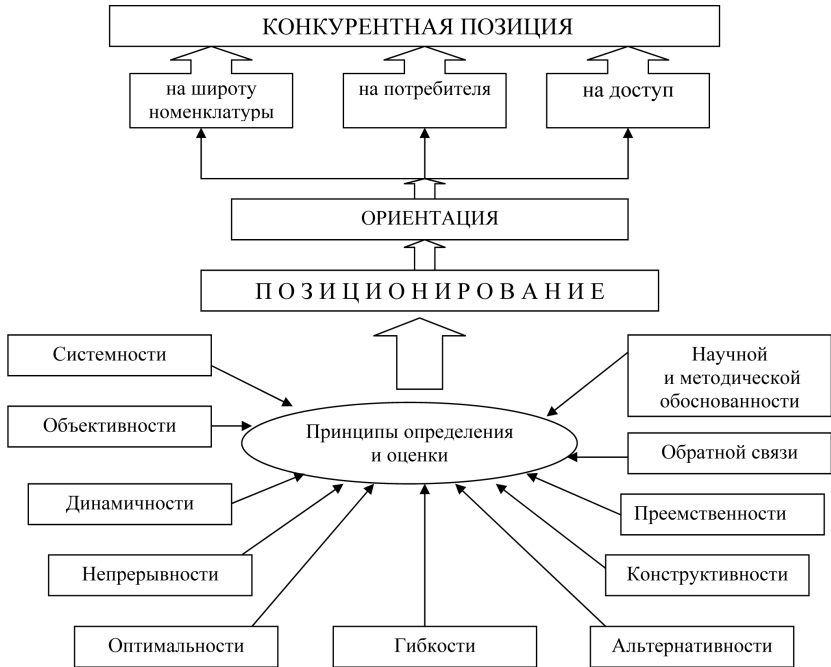 КОНКУРЕНТНАЯ ПОЗИЦИЯ
на широту
номенклатуры
на потребителя
на доступ
ОРИЕНТАЦИЯ
П О З И Ц И О Н И Р О В А Н И Е
Системности
Научной
и методической
обоснованности
Объективности
Принципы определения
и оценки
Обратной связи
Динамичности
Преемственности
Непрерывности
Конструктивности
Оптимальности
Гибкости
Альтернативности